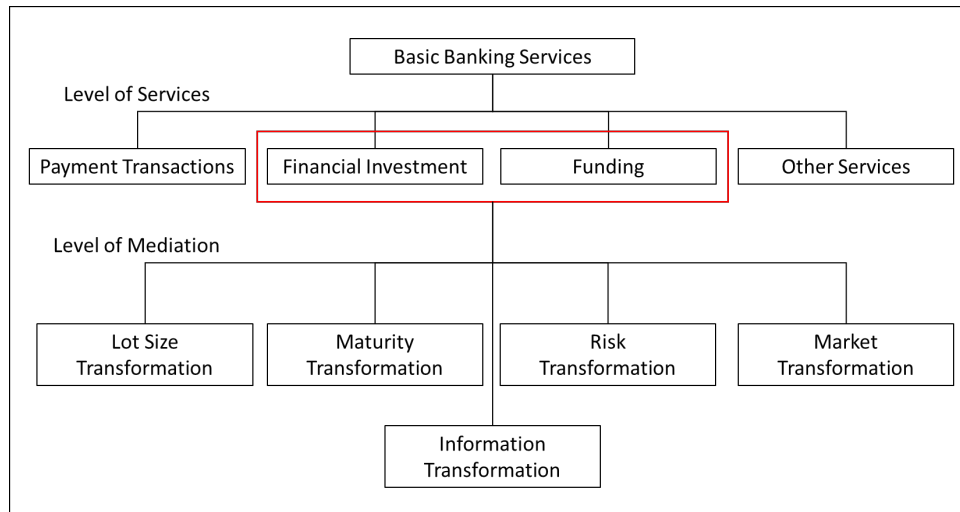 Basic Banking Services
Level of Services
Payment Transactions
Financial Investment
Funding
Other Services
Level of Mediation
Lot Size
Transformation
Maturity
Transformation
Risk
Transformation
Market
Transformation
Information
Transformation